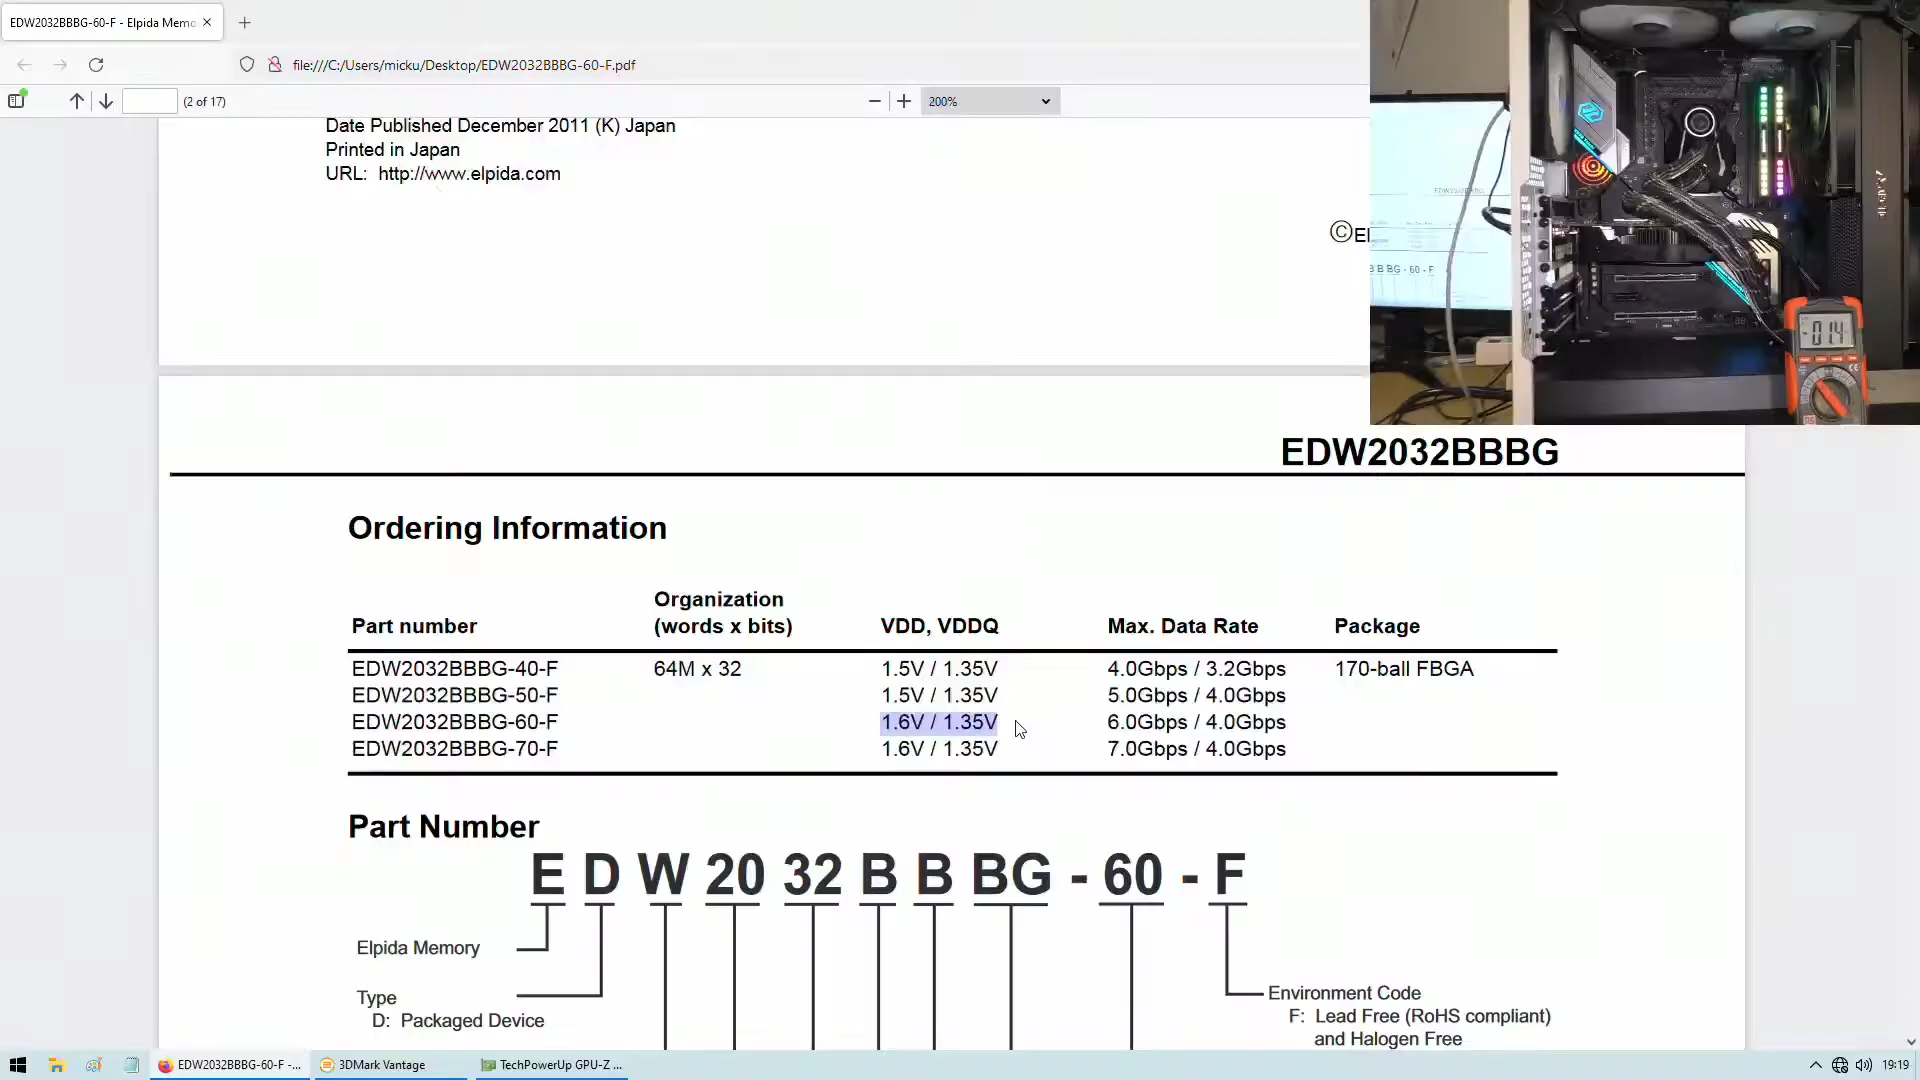 EDW2032BBBG-60-F - Elpida Memo
file:///C:/Users/micku/Desktop/EDW2032BBBG-60-F.pdf
(2 of 17)
200%
Date Published December 2011 (K) Japan
Printed in Japan
URL: http://www.elpida.com
©El
EDW2032BBBG
Ordering Information
Part number Organization (words x bits) VDD, VDDQ Max. Data Rate Package
EDW2032BBBG-40-F 64M x 32 1.5V / 1.35V 4.0Gbps / 3.2Gbps 170-ball FBGA
EDW2032BBBG-50-F 1.5V / 1.35V 5.0Gbps / 4.0Gbps
EDW2032BBBG-60-F 1.6V / 1.35V 6.0Gbps / 4.0Gbps
EDW2032BBBG-70-F 1.6V / 1.35V 7.0Gbps / 4.0Gbps
Part Number
E D W 20 32 B B BG - 60 - F
Elpida Memory
Type
D: Packaged Device
Environment Code
F: Lead Free (RoHS compliant)
and Halogen Free
EDW2032BBBG-60-F -...
3DMark Vantage
TechPowerUp GPU-Z ...
19:19